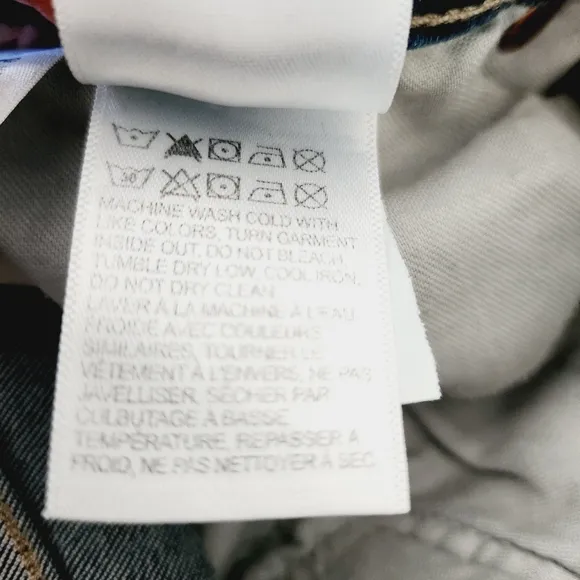 30
MACHINE WASH COLD WITH
LIKE COLORS, TURN GARMENT
INSIDE OUT, DO NOT BLEACH,
TUMBLE DRY LOW, COOL IRON,
DO NOT DRY CLEAN
LAVER À LA MACHINE À L'EAU
FROIDE AVEC COULEURS
SIMILAIRES, TOURNER LE
VÊTEMENT À L'ENVERS, NE PAS
JAVELLISER, SÉCHER PAR
CULBUTAGE À BASSE
TEMPÉRATURE, REPASSER À
FROID, NE PAS NETTOYER À SEC